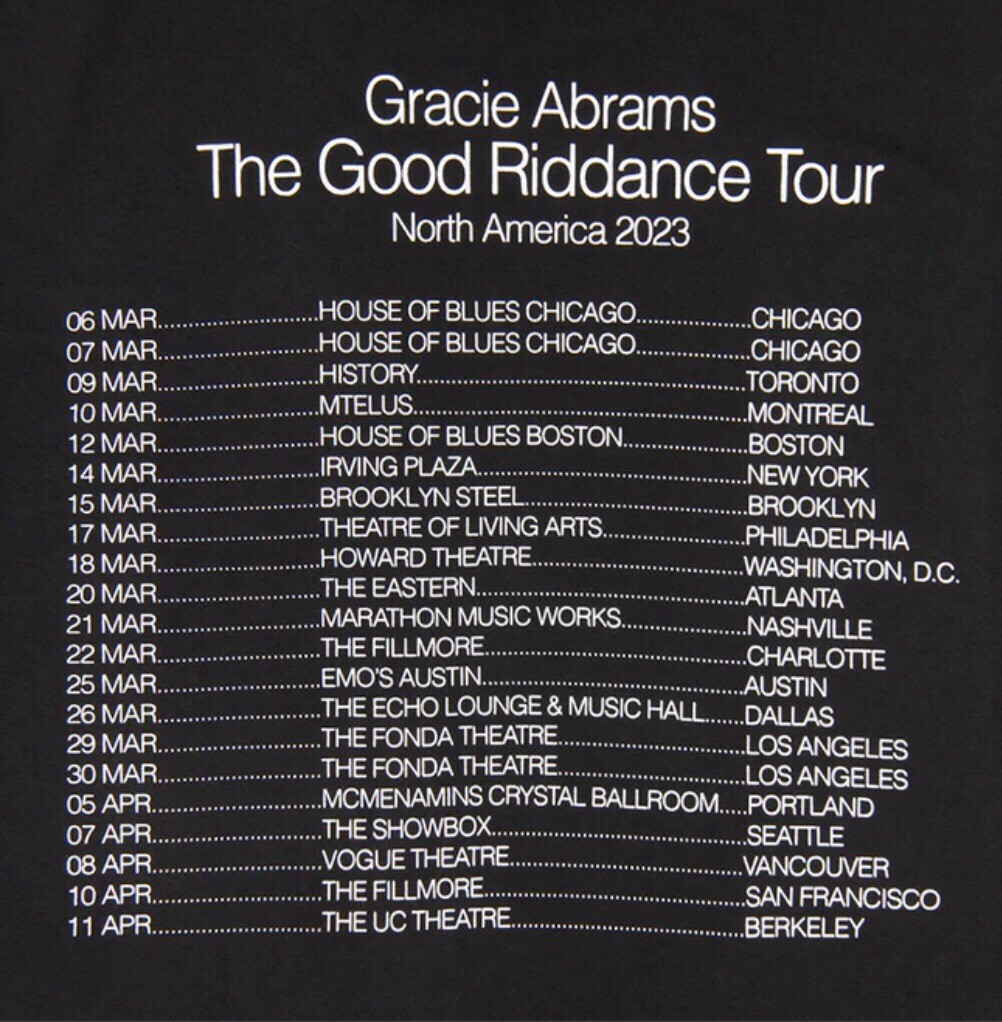 Gracie Abrams
The Good Riddance Tour
North America 2023
06 MAR..........................HOUSE OF BLUES CHICAGO...................CHICAGO
07 MAR..........................HOUSE OF BLUES CHICAGO...................CHICAGO
09 MAR..........................HISTORY.......................................................TORONTO
10 MAR..........................MTELUS........................................................MONTREAL
12 MAR..........................HOUSE OF BLUES BOSTON.....................BOSTON
14 MAR..........................IRVING PLAZA.............................................NEW YORK
15 MAR..........................BROOKLYN STEEL.....................................BROOKLYN
17 MAR..........................THEATRE OF LIVING ARTS........................PHILADELPHIA
18 MAR..........................HOWARD THEATRE....................................WASHINGTON, D.C.
20 MAR..........................THE EASTERN.............................................ATLANTA
21 MAR..........................MARATHON MUSIC WORKS.....................NASHVILLE
22 MAR..........................THE FILLMORE............................................CHARLOTTE
25 MAR..........................EMO'S AUSTIN............................................AUSTIN
26 MAR..........................THE ECHO LOUNGE & MUSIC HALL......DALLAS
29 MAR..........................THE FONDA THEATRE...............................LOS ANGELES
30 MAR..........................THE FONDA THEATRE...............................LOS ANGELES
05 APR...........................MCMENAMINS CRYSTAL BALLROOM....PORTLAND
07 APR...........................THE SHOWBOX..........................................SEATTLE
08 APR...........................VOGUE THEATRE.......................................VANCOUVER
10 APR...........................THE FILLMORE...........................................SAN FRANCISCO
11 APR............................THE UC THEATRE.......................................BERKELEY